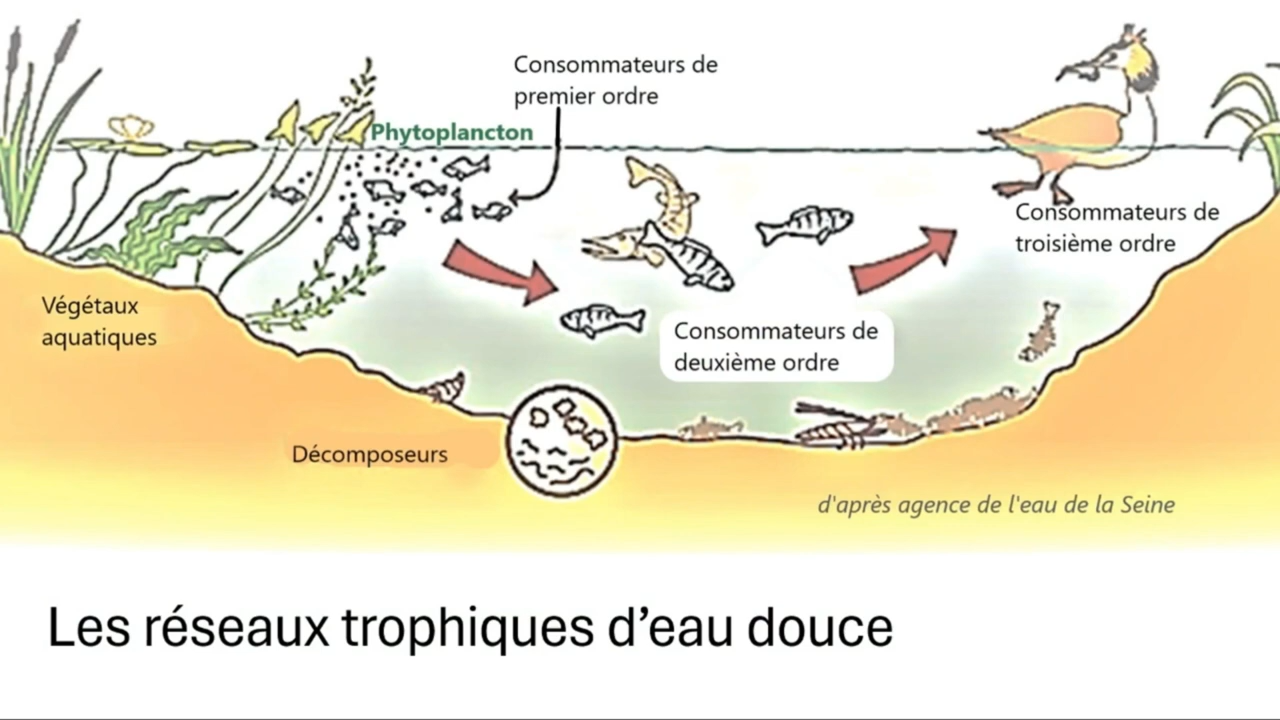 Consommateurs de
premier ordre
Phytoplancton
Consommateurs de
troisième ordre
Végétaux
aquatiques
Consommateurs de
deuxième ordre
Décomposeurs
d'après agence de l'eau de la Seine
Les réseaux trophiques d’eau douce